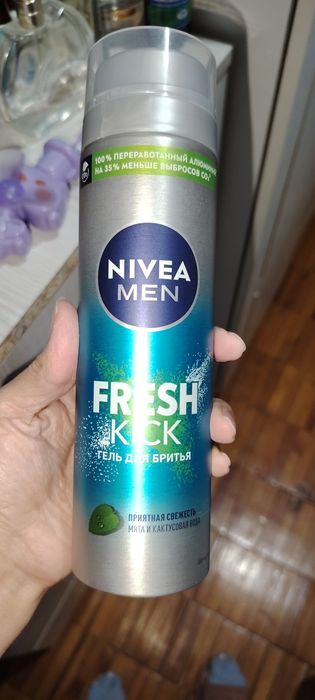 100% ПЕРЕРАБОТАННЫЙ АЛЮМИНИЙ
НА 35% МЕНЬШЕ ВЫБРОСОВ CO₂*
NIVEA
MEN
FRESH
KICK
ГЕЛЬ ДЛЯ БРИТЬЯ
ПРИЯТНАЯ СВЕЖЕСТЬ
МЯТА И КАКТУСОВАЯ ВОДА